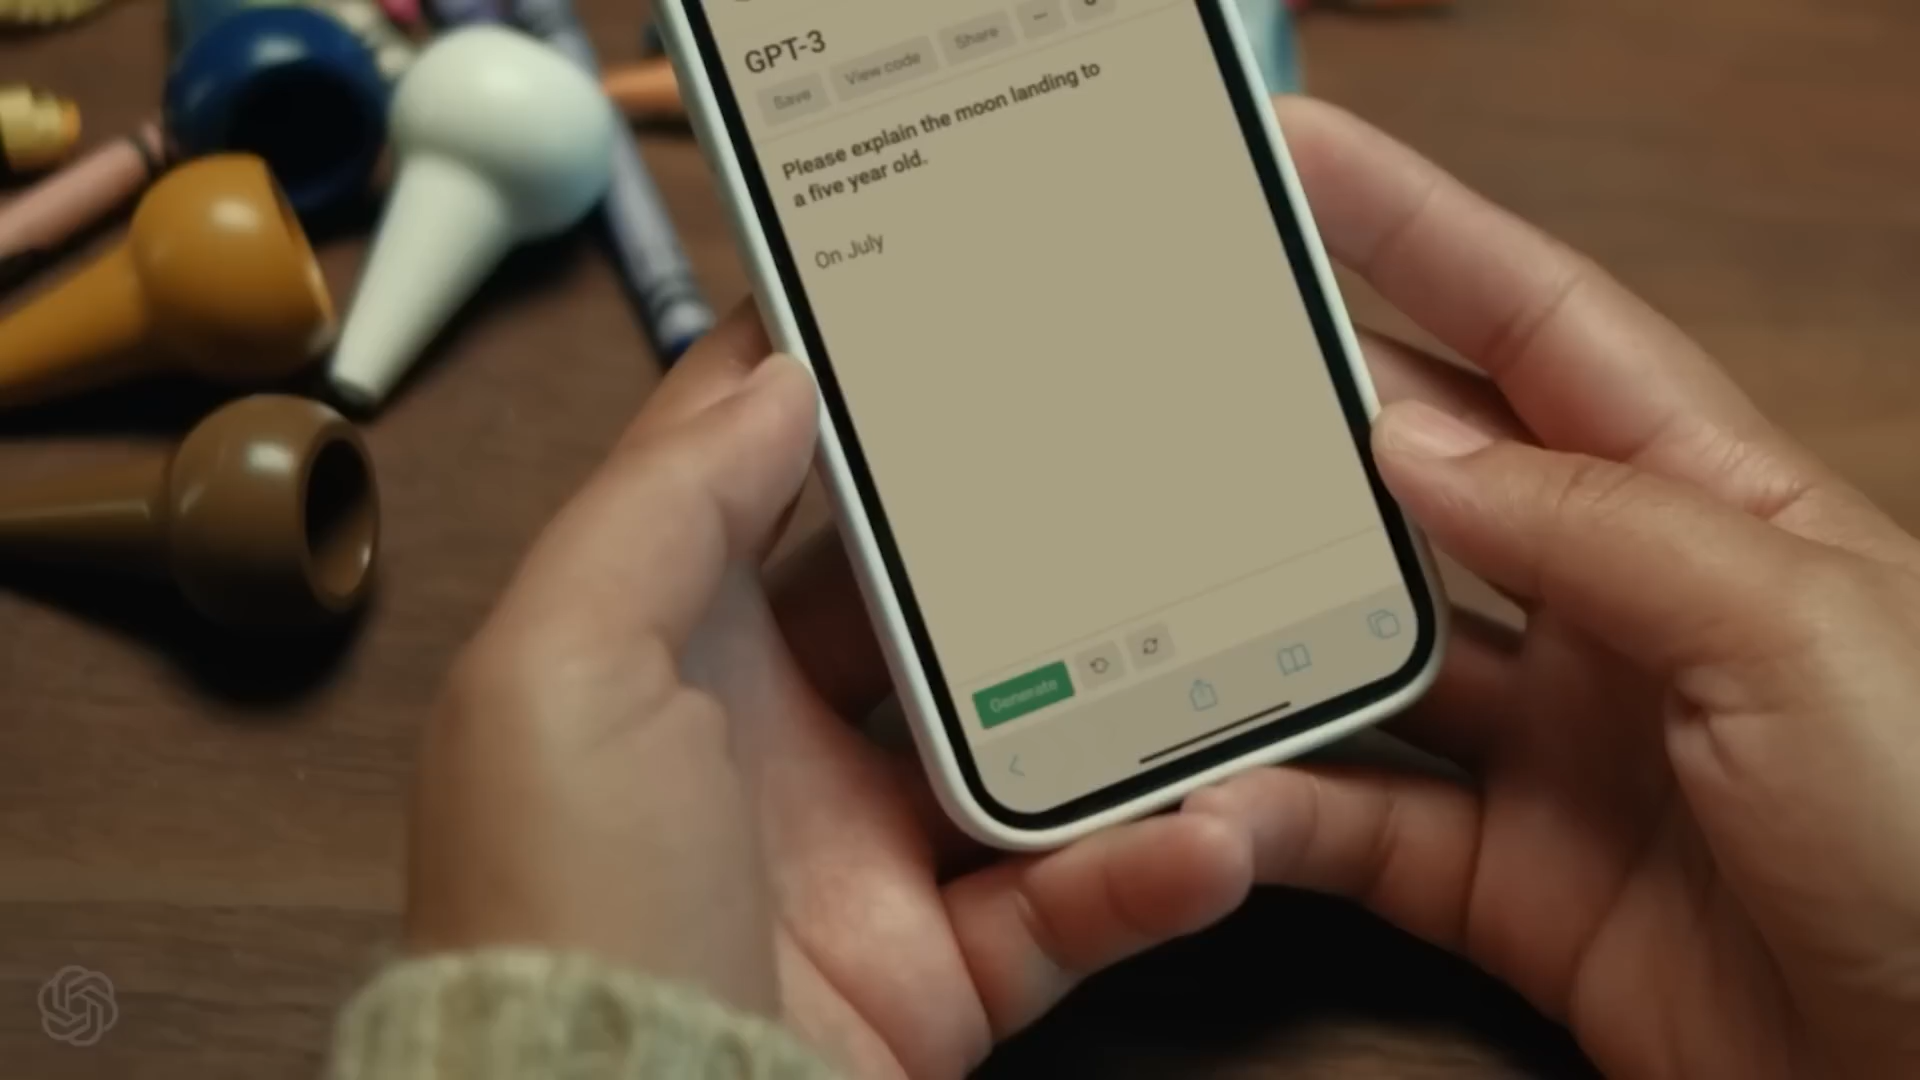 GPT-3
Save View code Share
Please explain the moon landing to
a five year old.
On July
Generate